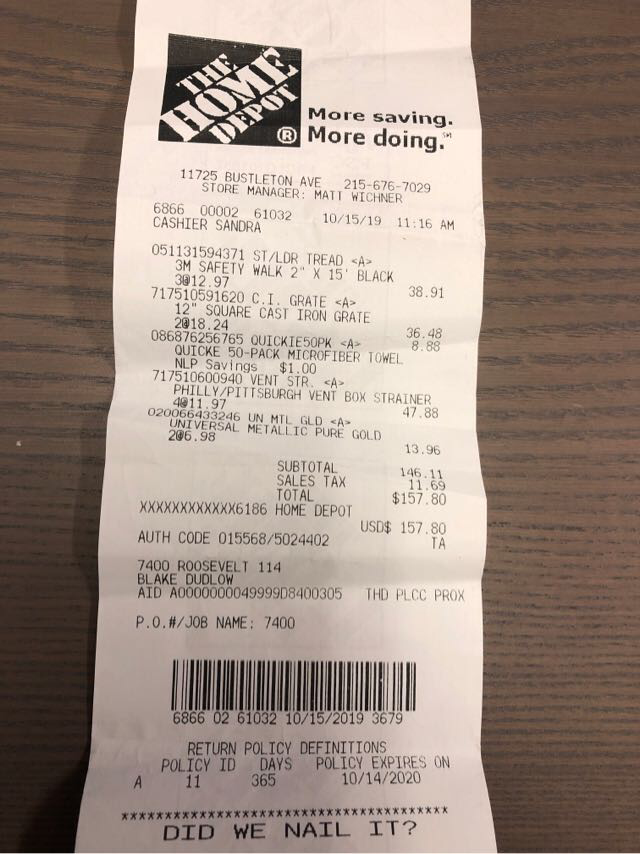 THE
HOME
DEPOT
®
More saving.
More doing.℠
11725 BUSTLETON AVE 215-676-7029
STORE MANAGER: MATT WICHNER
6866 00002 61032 10/15/19 11:16 AM
CASHIER SANDRA
051131594371 ST/LDR TREAD <A>
3M SAFETY WALK 2" X 15' BLACK
3@12.97 38.91
717510591620 C.I. GRATE <A>
12" SQUARE CAST IRON GRATE
2@18.24 36.48
086876256765 QUICKIE50PK <A> 8.88
QUICKE 50-PACK MICROFIBER TOWEL
NLP Savings $1.00
717510600940 VENT STR. <A>
PHILLY/PITTSBURGH VENT BOX STRAINER
4@11.97 47.88
020066433246 UN MTL GLD <A>
UNIVERSAL METALLIC PURE GOLD
2@6.98 13.96
SUBTOTAL 146.11
SALES TAX 11.69
TOTAL $157.80
XXXXXXXXXXXX6186 HOME DEPOT
USD$ 157.80
AUTH CODE 015568/5024402 TA
7400 ROOSEVELT 114
BLAKE DUDLOW
AID A0000000049999D8400305 THD PLCC PROX
P.O.#/JOB NAME: 7400
6866 02 61032 10/15/2019 3679
RETURN POLICY DEFINITIONS
POLICY ID DAYS POLICY EXPIRES ON
A 11 365 10/14/2020
****************************************
DID WE NAIL IT?